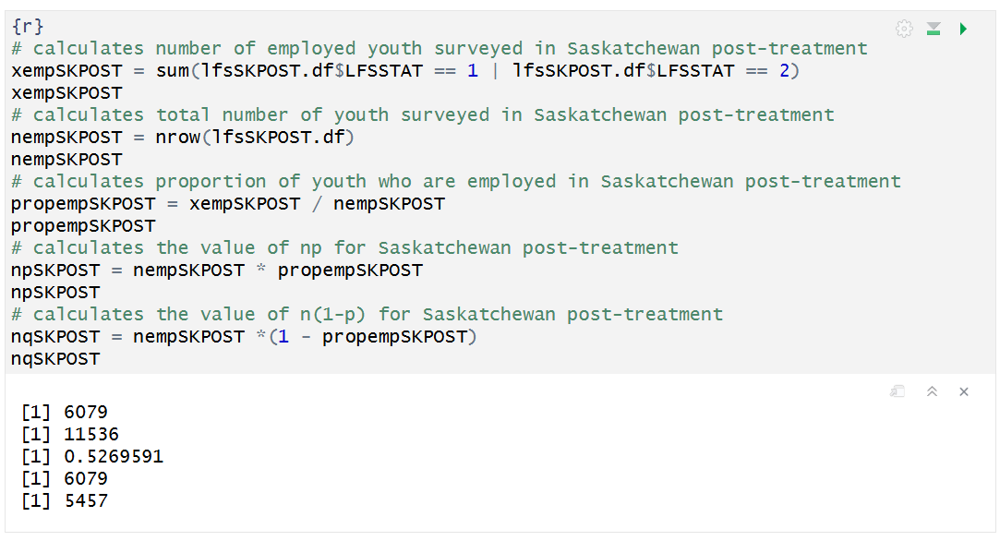 {r}
# calculates number of employed youth surveyed in Saskatchewan post-treatment
xempSKPOST = sum(lfsSKPOST.df$LFSSTAT == 1 | lfsSKPOST.df$LFSSTAT == 2)
xempSKPOST
# calculates total number of youth surveyed in Saskatchewan post-treatment
nempSKPOST = nrow(lfsSKPOST.df)
nempSKPOST
# calculates proportion of youth who are employed in Saskatchewan post-treatment
propempSKPOST = xempSKPOST / nempSKPOST
propempSKPOST
# calculates the value of np for Saskatchewan post-treatment
npSKPOST = nempSKPOST * propempSKPOST
npSKPOST
# calculates the value of n(1-p) for Saskatchewan post-treatment
nqSKPOST = nempSKPOST *(1 - propempSKPOST)
nqSKPOST
[1] 6079
[1] 11536
[1] 0.5269591
[1] 6079
[1] 5457